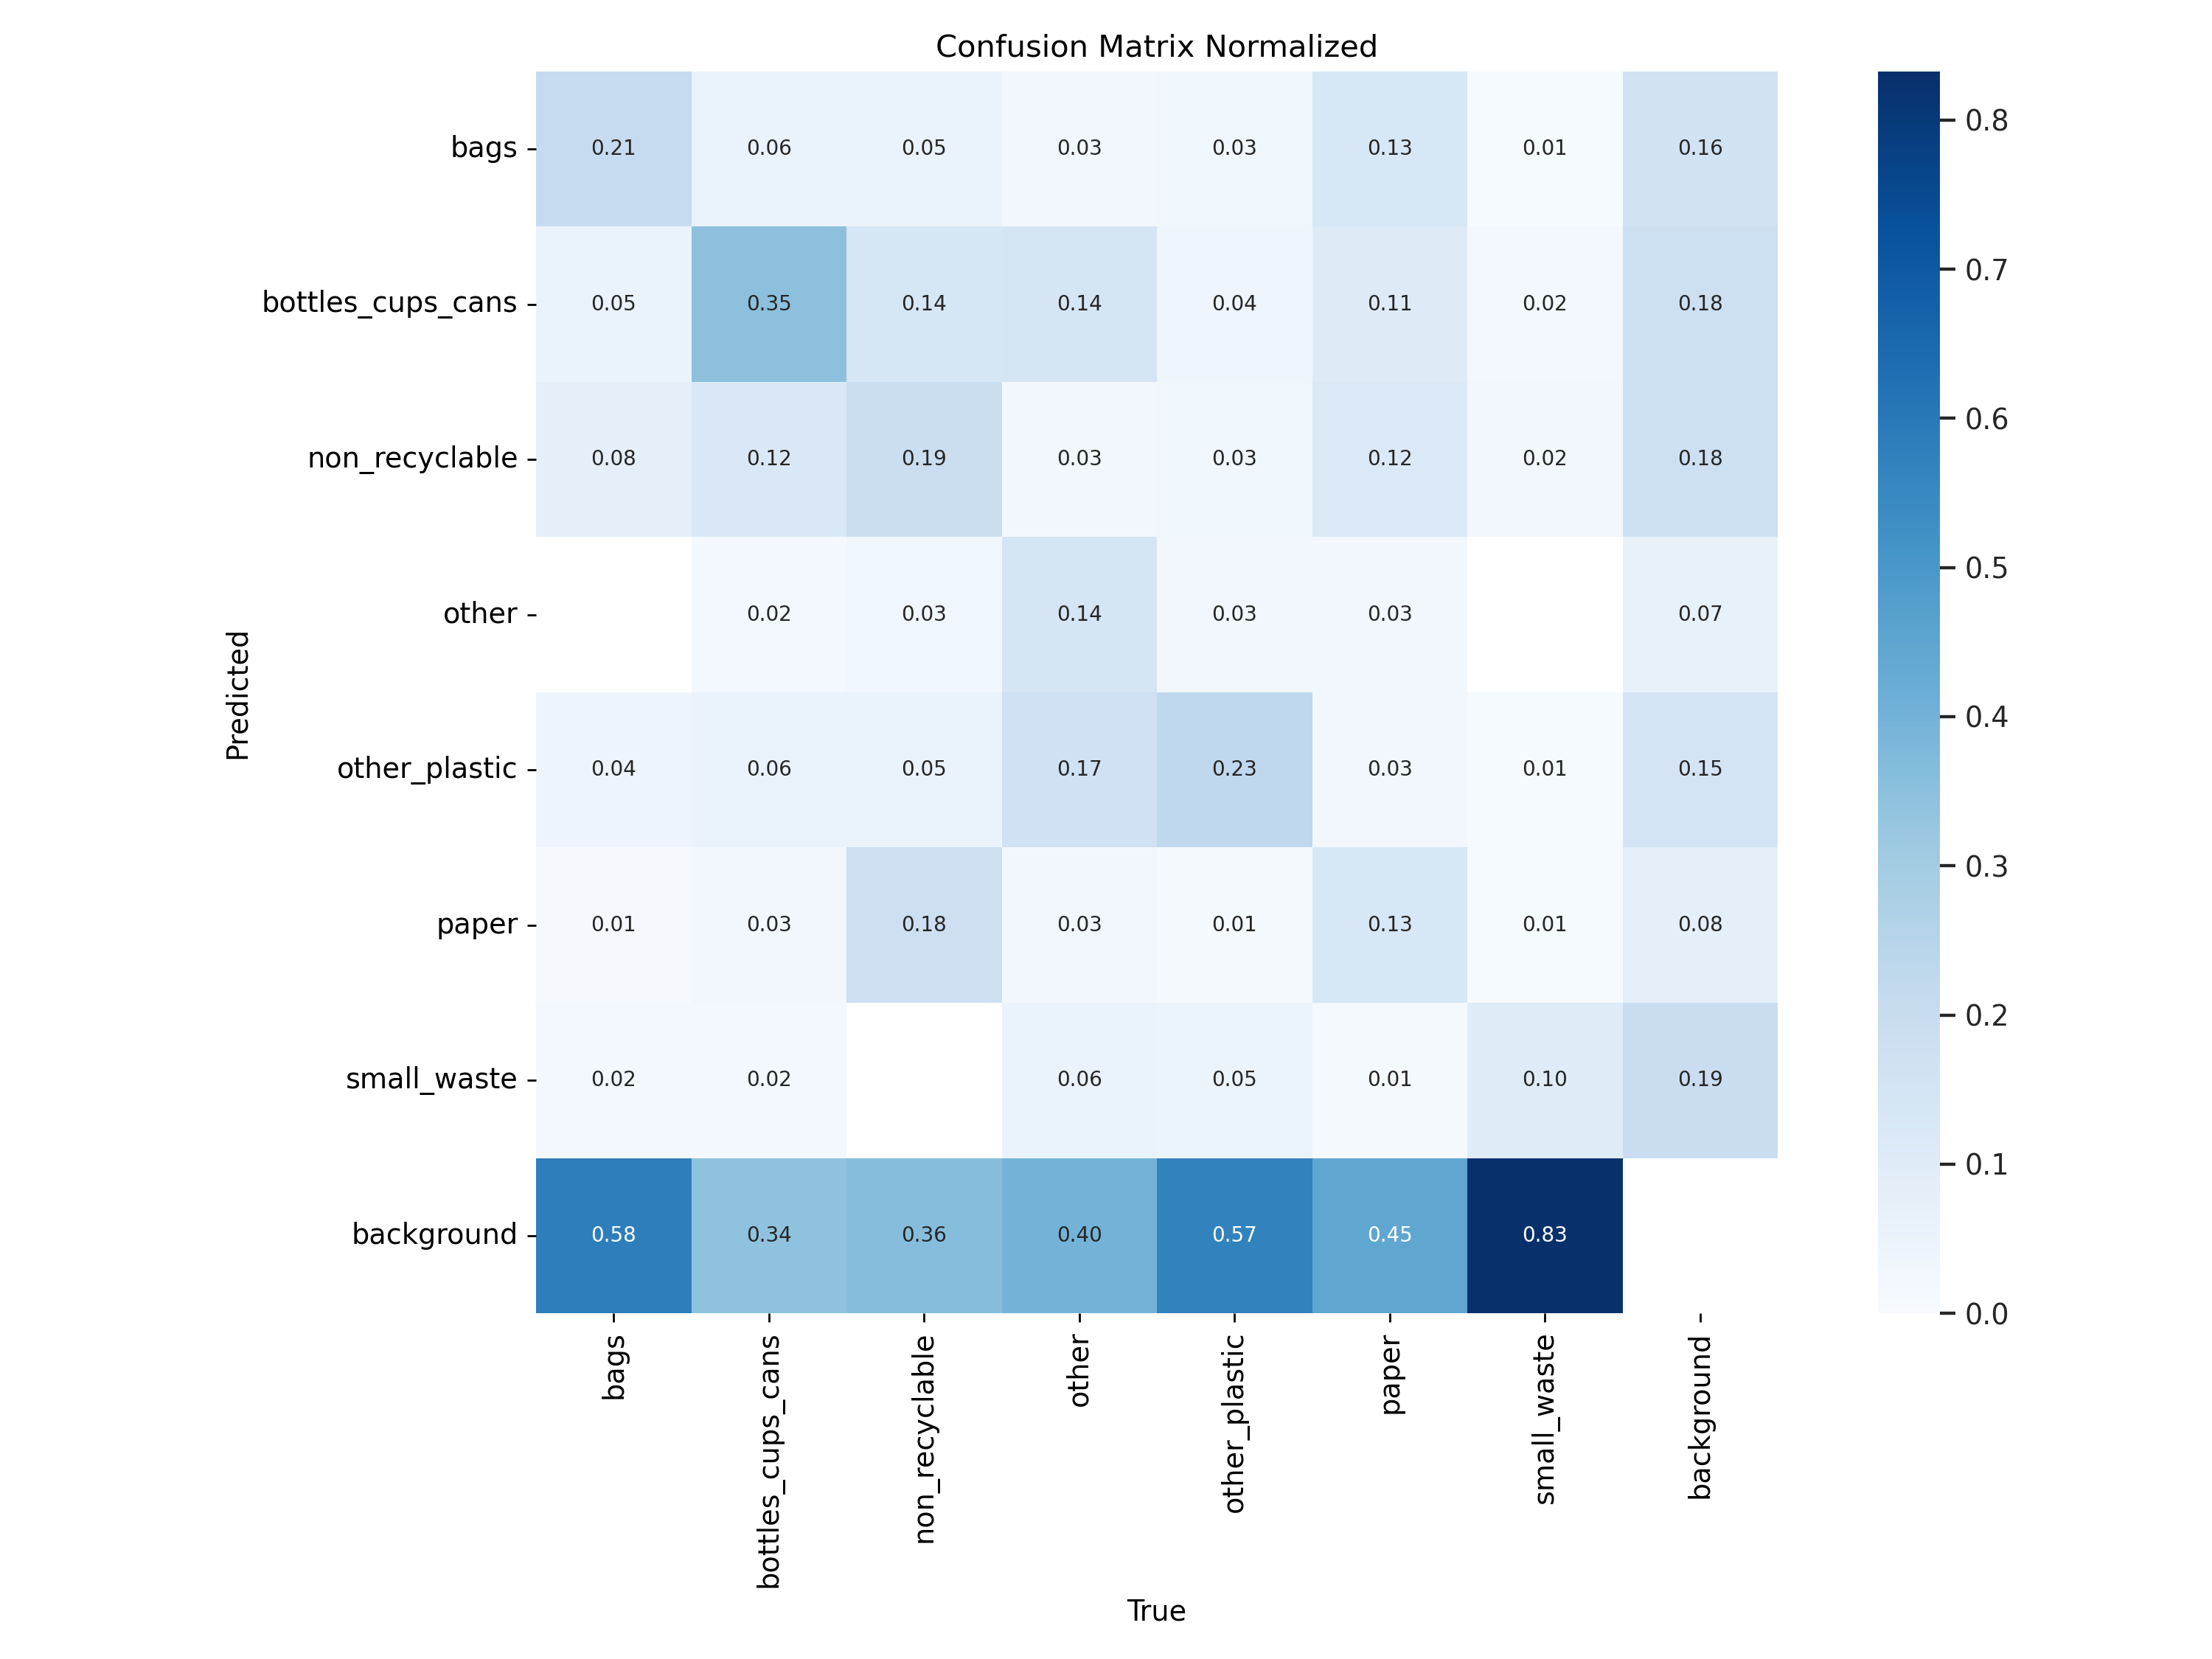 Confusion Matrix Normalized
bags 0.21 0.06 0.05 0.03 0.03 0.13 0.01 0.16
bottles_cups_cans 0.05 0.35 0.14 0.14 0.04 0.11 0.02 0.18
non_recyclable 0.08 0.12 0.19 0.03 0.03 0.12 0.02 0.18
other 0.02 0.03 0.14 0.03 0.03 0.07
other_plastic 0.04 0.06 0.05 0.17 0.23 0.03 0.01 0.15
paper 0.01 0.03 0.18 0.03 0.01 0.13 0.01 0.08
small_waste 0.02 0.02 0.06 0.05 0.01 0.10 0.19
background 0.58 0.34 0.36 0.40 0.57 0.45 0.83
Predicted
bags
bottles_cups_cans
non_recyclable
other
other_plastic
paper
small_waste
background
True
0.8
0.7
0.6
0.5
0.4
0.3
0.2
0.1
0.0